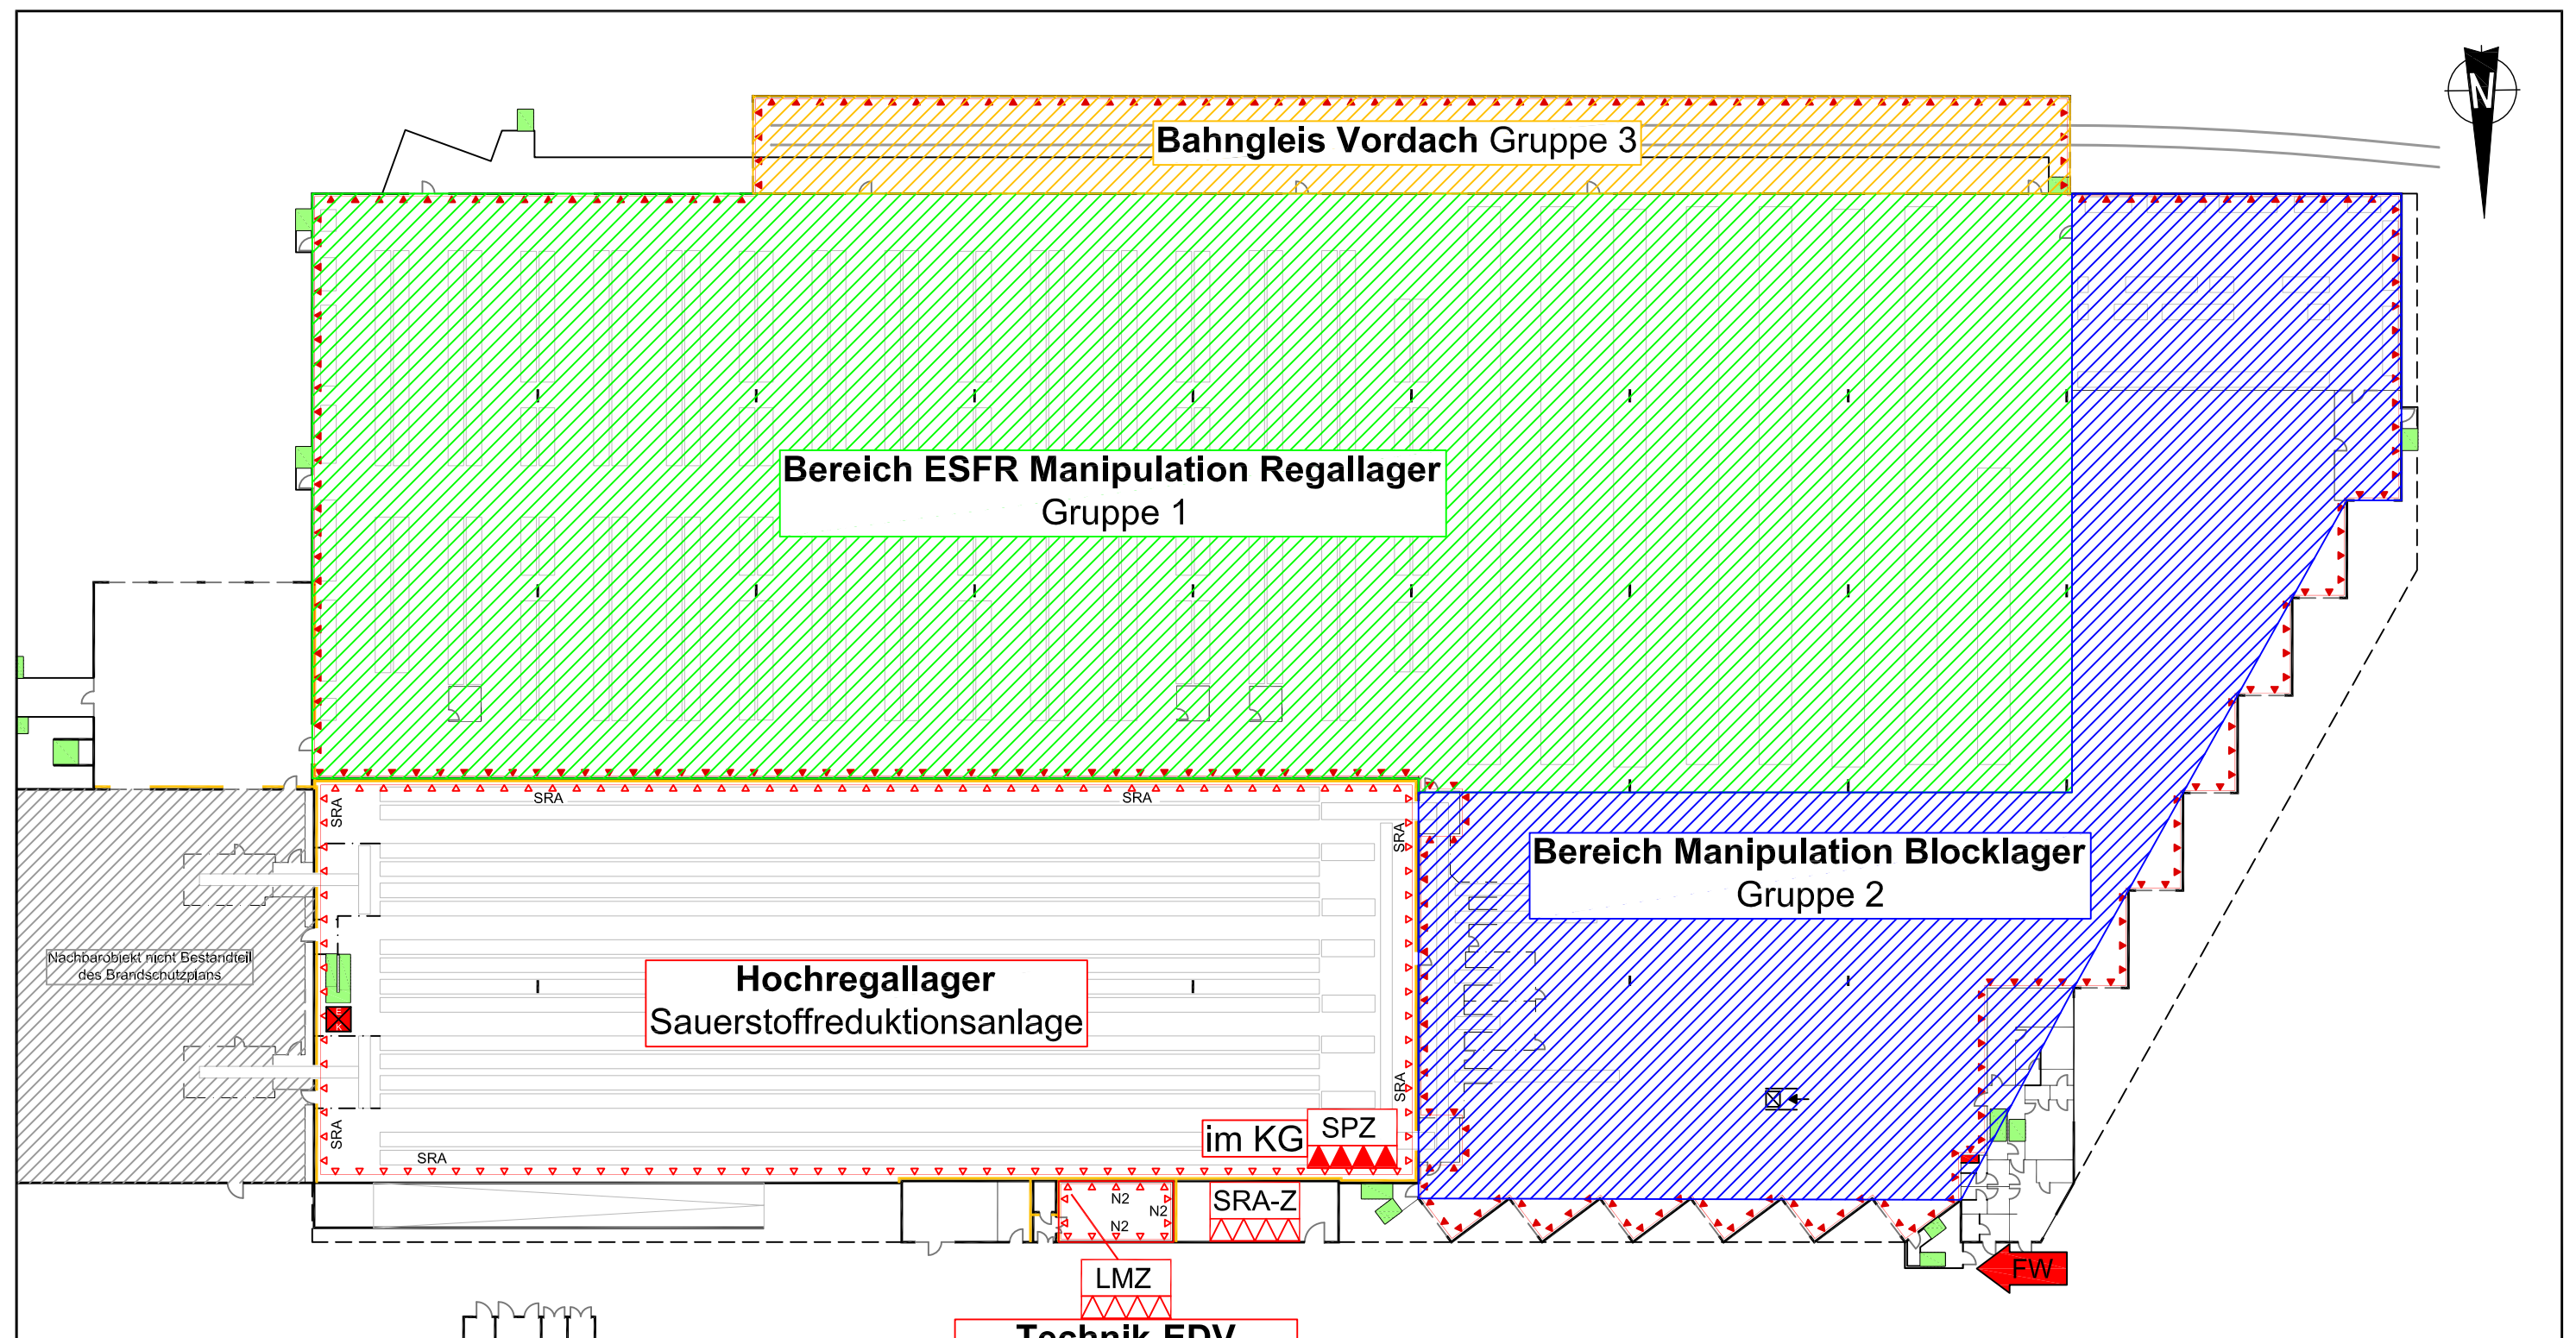 N
Bahngleis Vordach Gruppe 3
Bereich ESFR Manipulation Regallager
Gruppe 1
SRA
SRA
SRA
SRA
Bereich Manipulation Blocklager
Gruppe 2
Nachbarobjekt nicht Bestandteil
des Brandschutzplans
Hochregallager
Sauerstoffreduktionsanlage
E
K
SRA
SRA
SRA
im KG
SPZ
N2
N2
N2
SRA-Z
LMZ
FW
Technik EDV